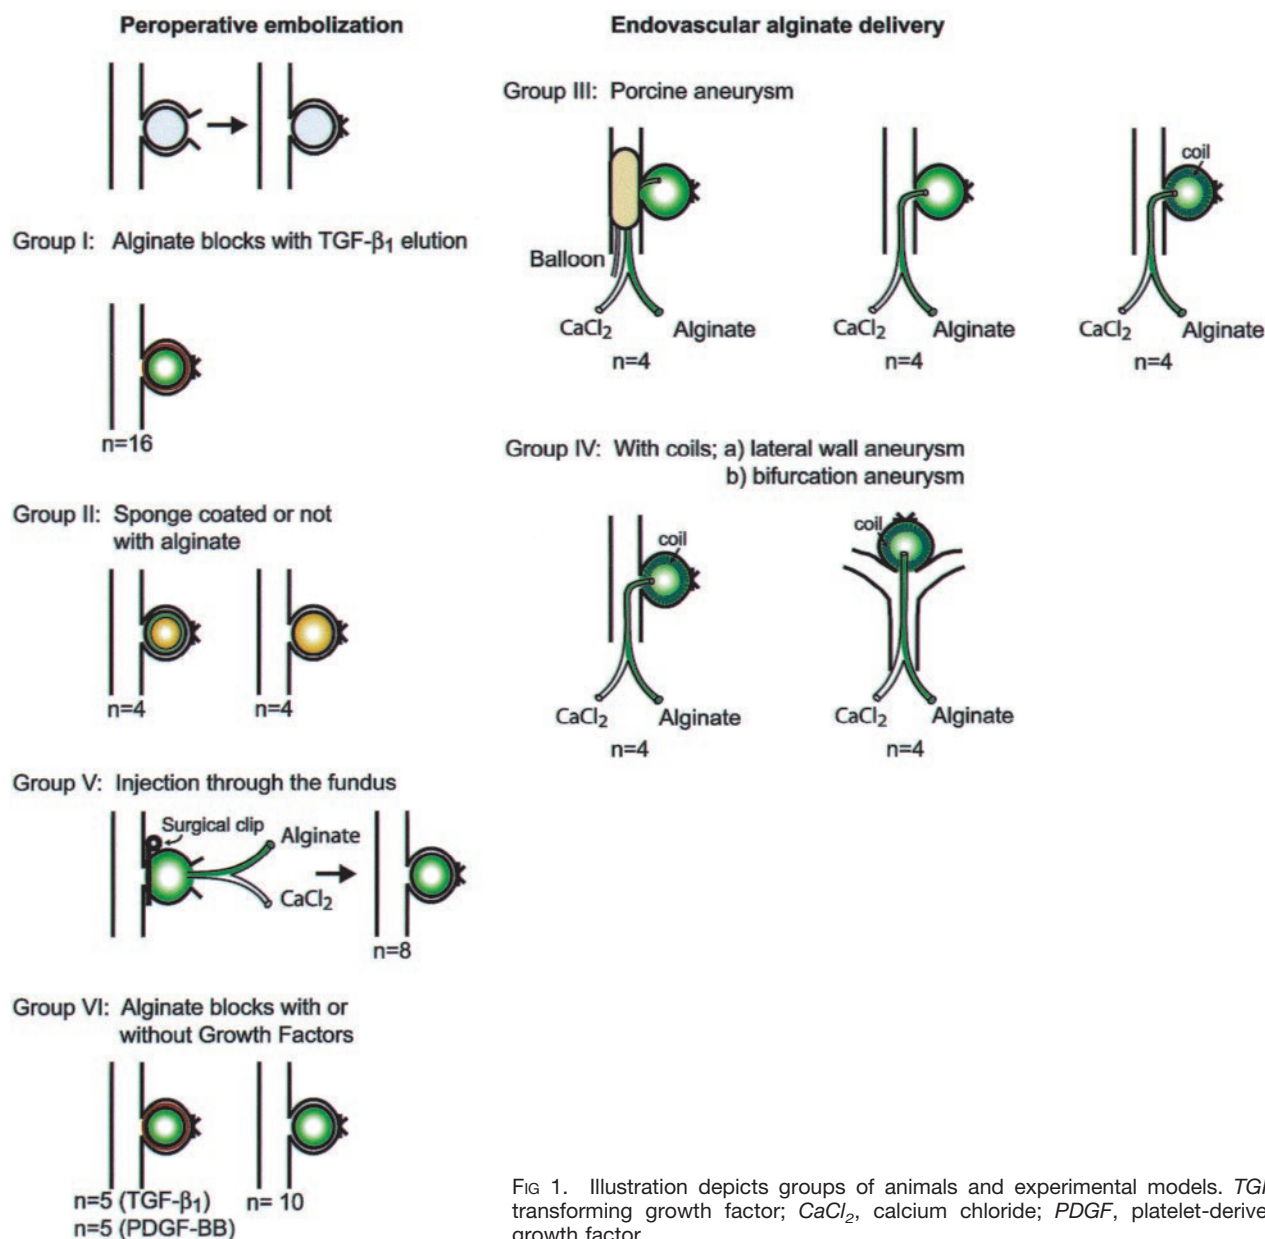 Peroperative embolization
Group I: Alginate blocks with TGF-β₁ elution
n=16
Group II: Sponge coated or not
with alginate
n=4 n=4
Group V: Injection through the fundus
Surgical clip
Alginate
CaCl₂
n=8
Group VI: Alginate blocks with or
without Growth Factors
n=5 (TGF-β₁) n= 10
n=5 (PDGF-BB)
Endovascular alginate delivery
Group III: Porcine aneurysm
coil
Balloon
CaCl₂ Alginate CaCl₂ Alginate CaCl₂ Alginate
n=4 n=4 n=4
Group IV: With coils; a) lateral wall aneurysm
b) bifurcation aneurysm
coil coil
CaCl₂ Alginate CaCl₂ Alginate
n=4 n=4
FIG 1. Illustration depicts groups of animals and experimental models.
transforming growth factor; CaCl₂, calcium chloride; PDGF,
growth factor